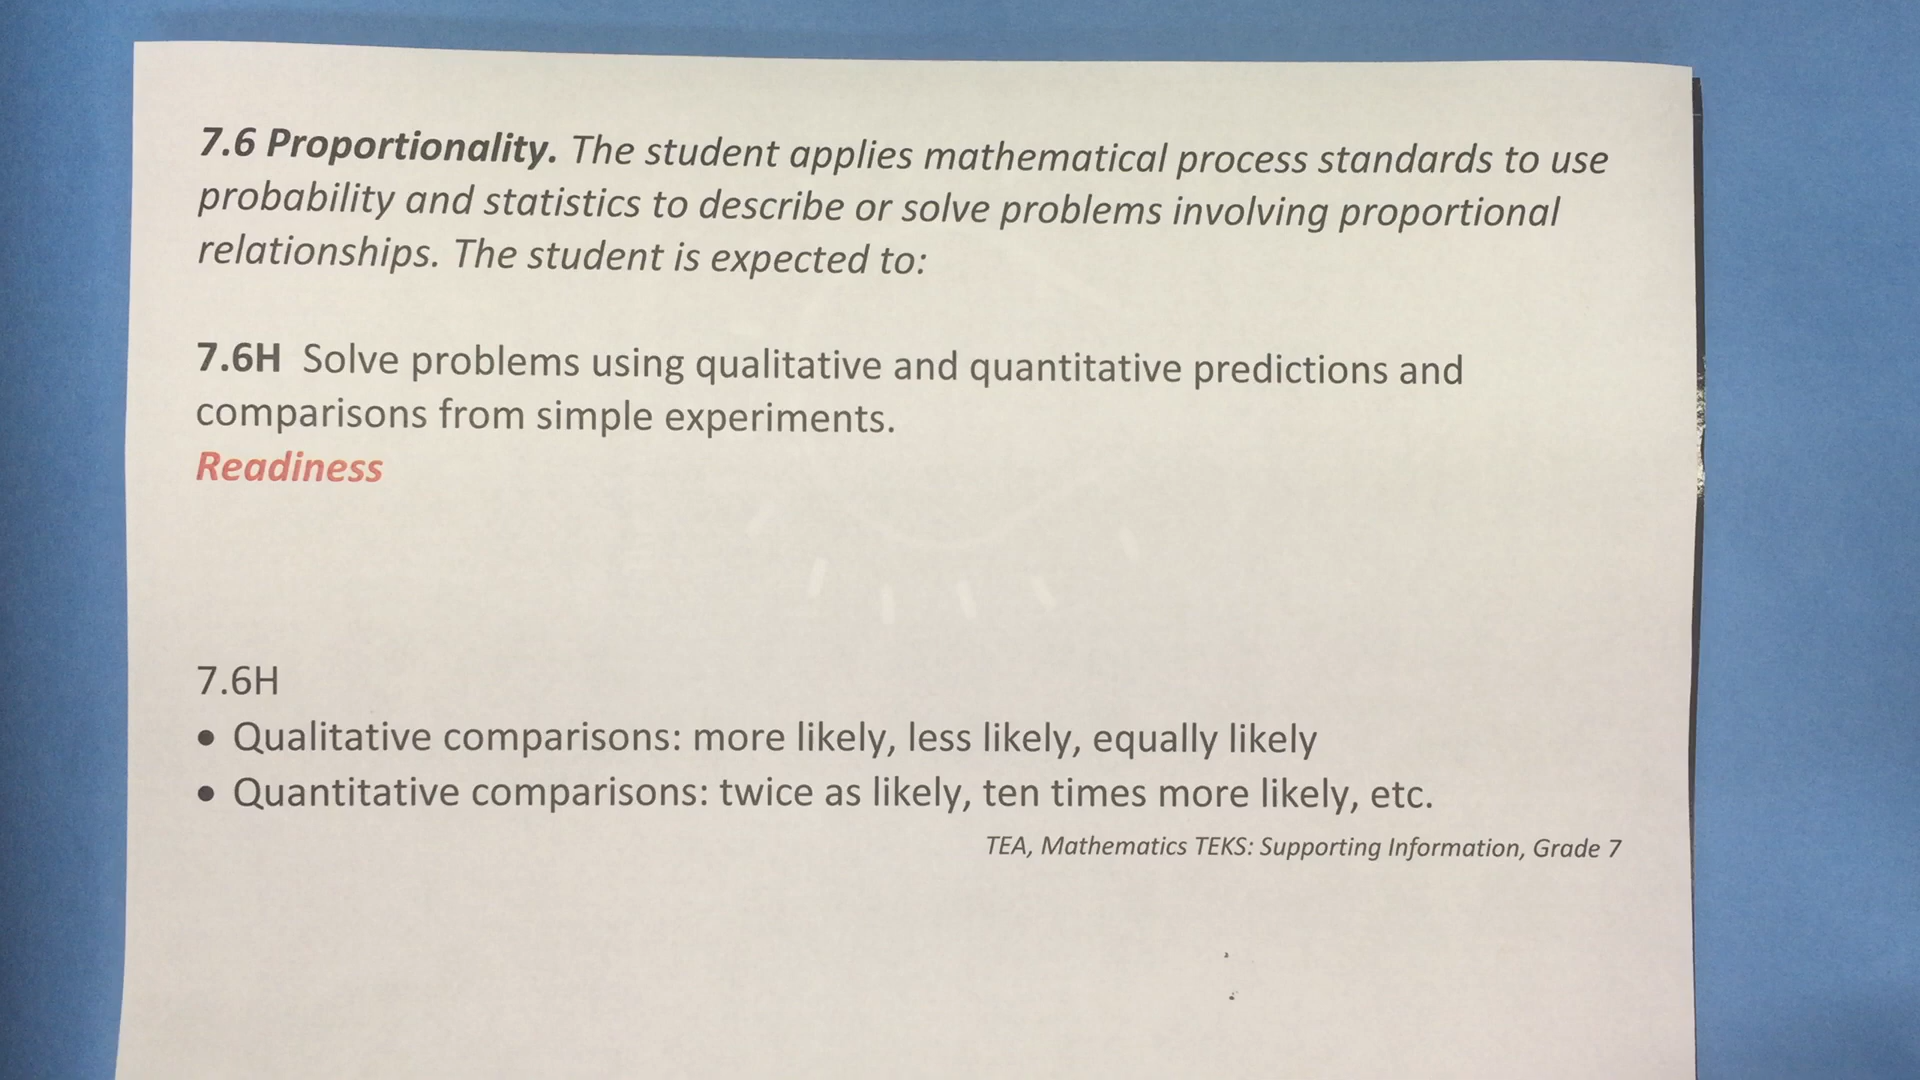 7.6 Proportionality. The student applies mathematical process standards to use
probability and statistics to describe or solve problems involving proportional
relationships. The student is expected to:
7.6H Solve problems using qualitative and quantitative predictions and
comparisons from simple experiments.
Readiness
7.6H
• Qualitative comparisons: more likely, less likely, equally likely
• Quantitative comparisons: twice as likely, ten times more likely, etc.
TEA, Mathematics TEKS: Supporting Information, Grade 7